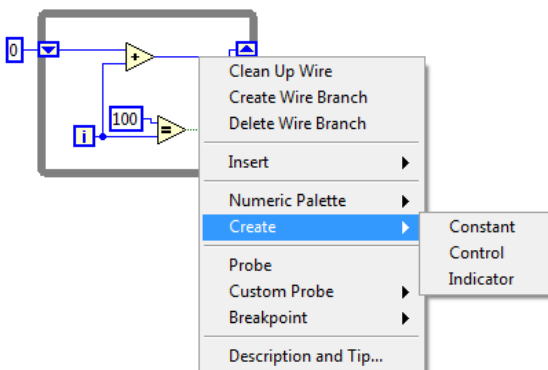 0
+
i
100
=
Clean Up Wire
Create Wire Branch
Delete Wire Branch
Insert
Numeric Palette
Create
Probe
Custom Probe
Breakpoint
Description and Tip...
Constant
Control
Indicator